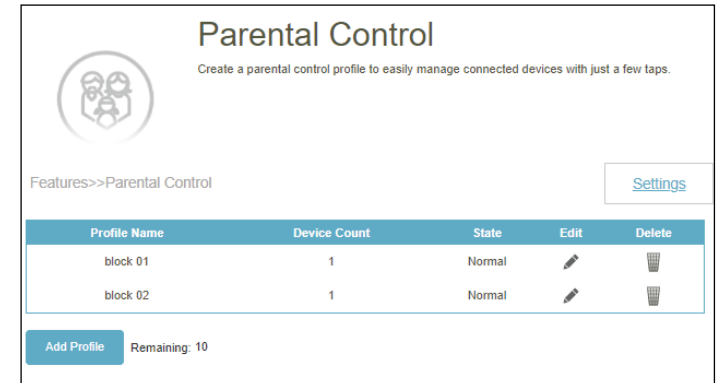 Parental Control
Create a parental control profile to easily manage connected devices with just a few taps.
Features>>Parental Control
Settings
Profile Name Device Count State Edit Delete
block 01 1 Normal
block 02 1 Normal
Add Profile Remaining: 10